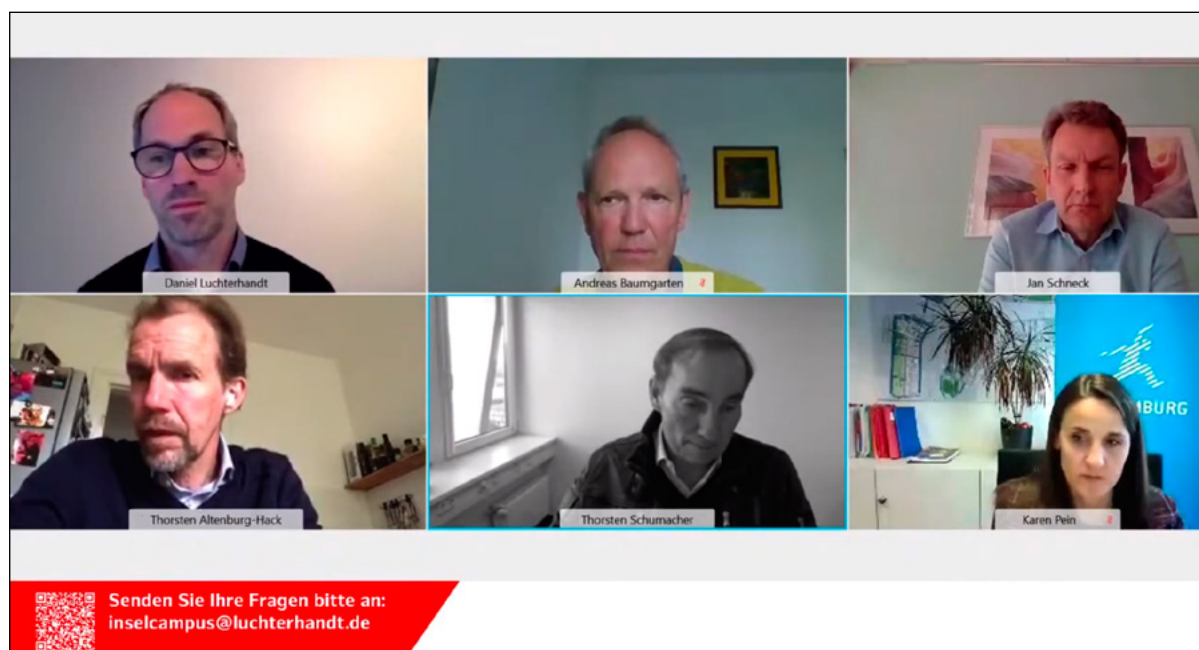 Daniel Luchterhandt
Andreas Baumgarten
Jan Schneck
Thorsten Altenburg-Hack
Thorsten Schumacher
MBURG
Karen Pein
Senden Sie Ihre Fragen bitte an:
inselcampus@luchterhandt.de